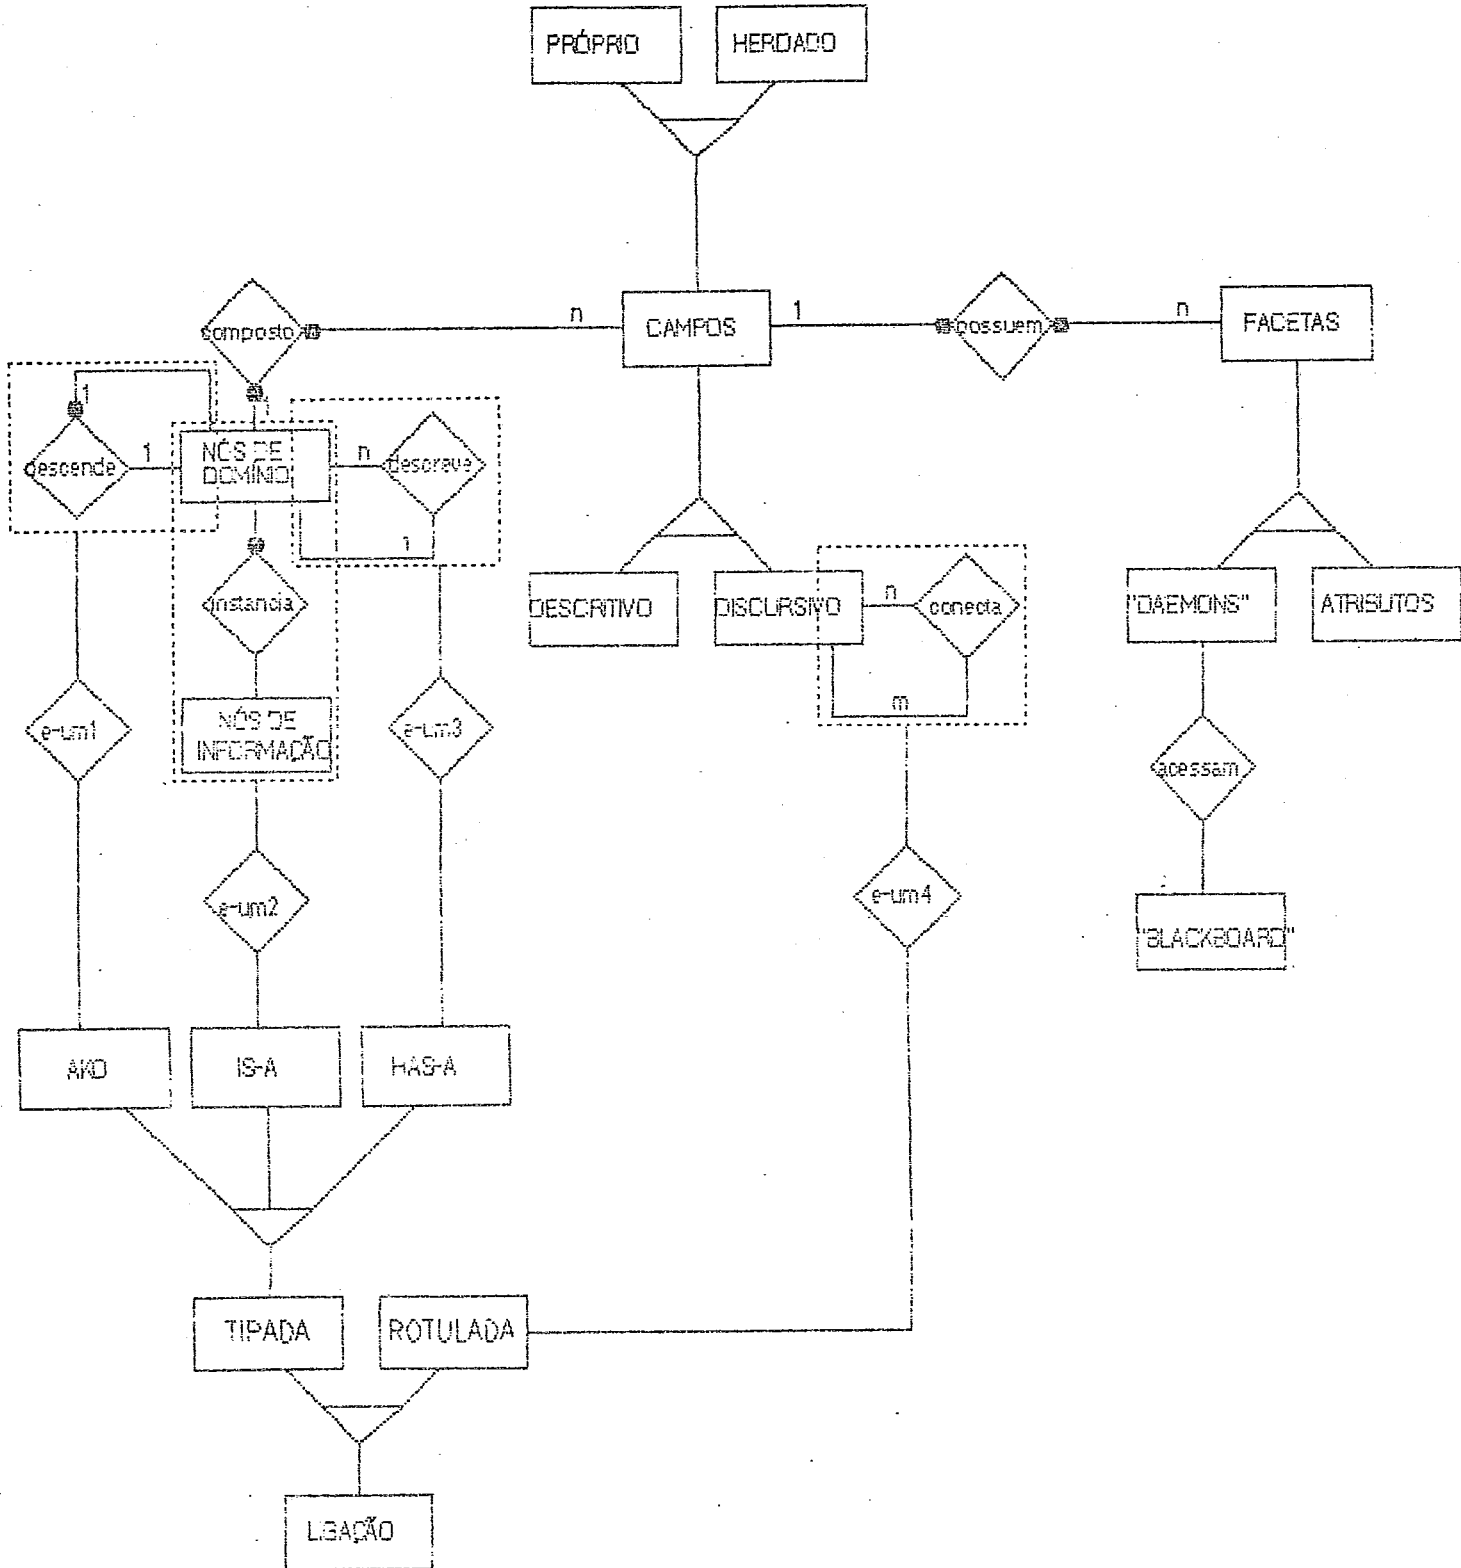 PRÓPRIO
HERDADO
composto
n
CAMPOS
1
possuem
n
FACETAS
1
descende
1
NÓS DE
DOMÍNIO
1
n
descreve
1
instancia
NÓS DE
INFORMAÇÃO
DESCRITIVO
DISCURSIVO
n
conecta
m
"DAEMONS"
ATRIBUTOS
e-um1
e-um3
acessam
e-um2
e-um4
"BLACKBOARD"
AKO
IS-A
HAS-A
TIPADA
ROTULADA
LIGAÇÃO